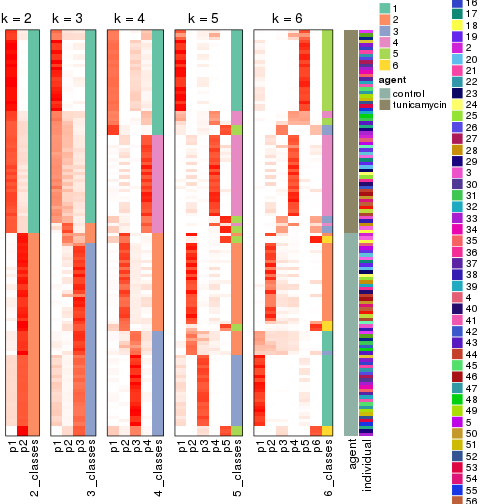 k = 2
k = 3
k = 4
k = 5
k = 6
1
2
3
4
5
6
agent
control
tunicamycin
16
17
18
19
2
20
21
22
23
24
25
26
27
28
29
3
30
31
32
33
34
35
36
37
38
39
4
40
41
42
43
44
45
46
47
48
49
5
50
51
52
53
54
55
56
p1
p2
2_classes
p1
p2
p3
3_classes
p1
p2
p3
p4
4_classes
p1
p2
p3
p4
p5
5_classes
p1
p2
p3
p4
p5
p6
6_classes
agent
individual